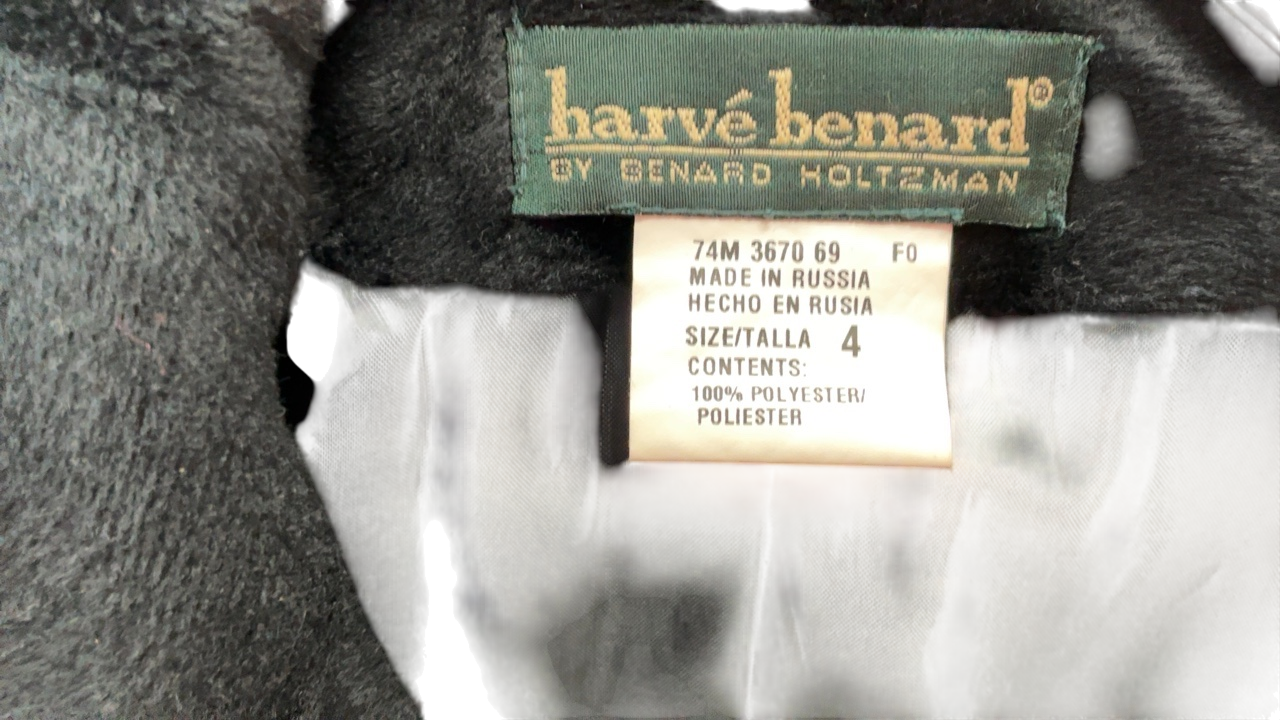 harvé benard®
BY BENARD HOLTZMAN
74M 3670 69 F0
MADE IN RUSSIA
HECHO EN RUSIA
SIZE/TALLA 4
CONTENTS:
100% POLYESTER/
POLIESTER